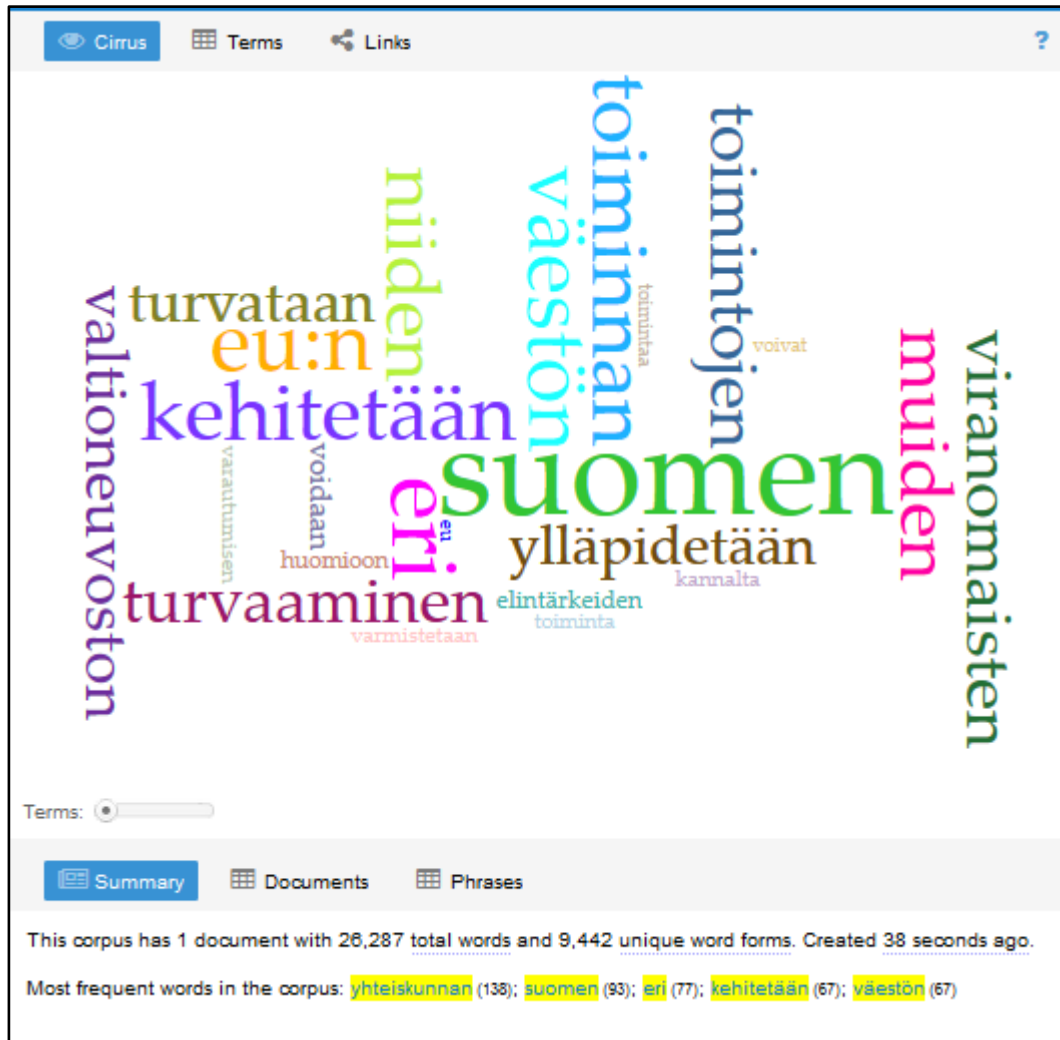 Cirrus Terms Links ?
toiminnan
toimintojen
niiden
väestön
toimintaa
voivat
valtioneuvoston
turvataan
eu:n
muiden
viranomaisten
kehitetään
suomen
varautumisen
voidaan
eri
eu
ylläpidetään
huomioon
kannalta
turvaaminen
elintärkeiden
toiminta
varmistetaan
Terms:
Summary Documents Phrases
This corpus has 1 document with 26,287 total words and 9,442 unique word forms. Created 38 seconds ago.
Most frequent words in the corpus: yhteiskunnan (138); suomen (93); eri (77); kehitetään (67); väestön (67)